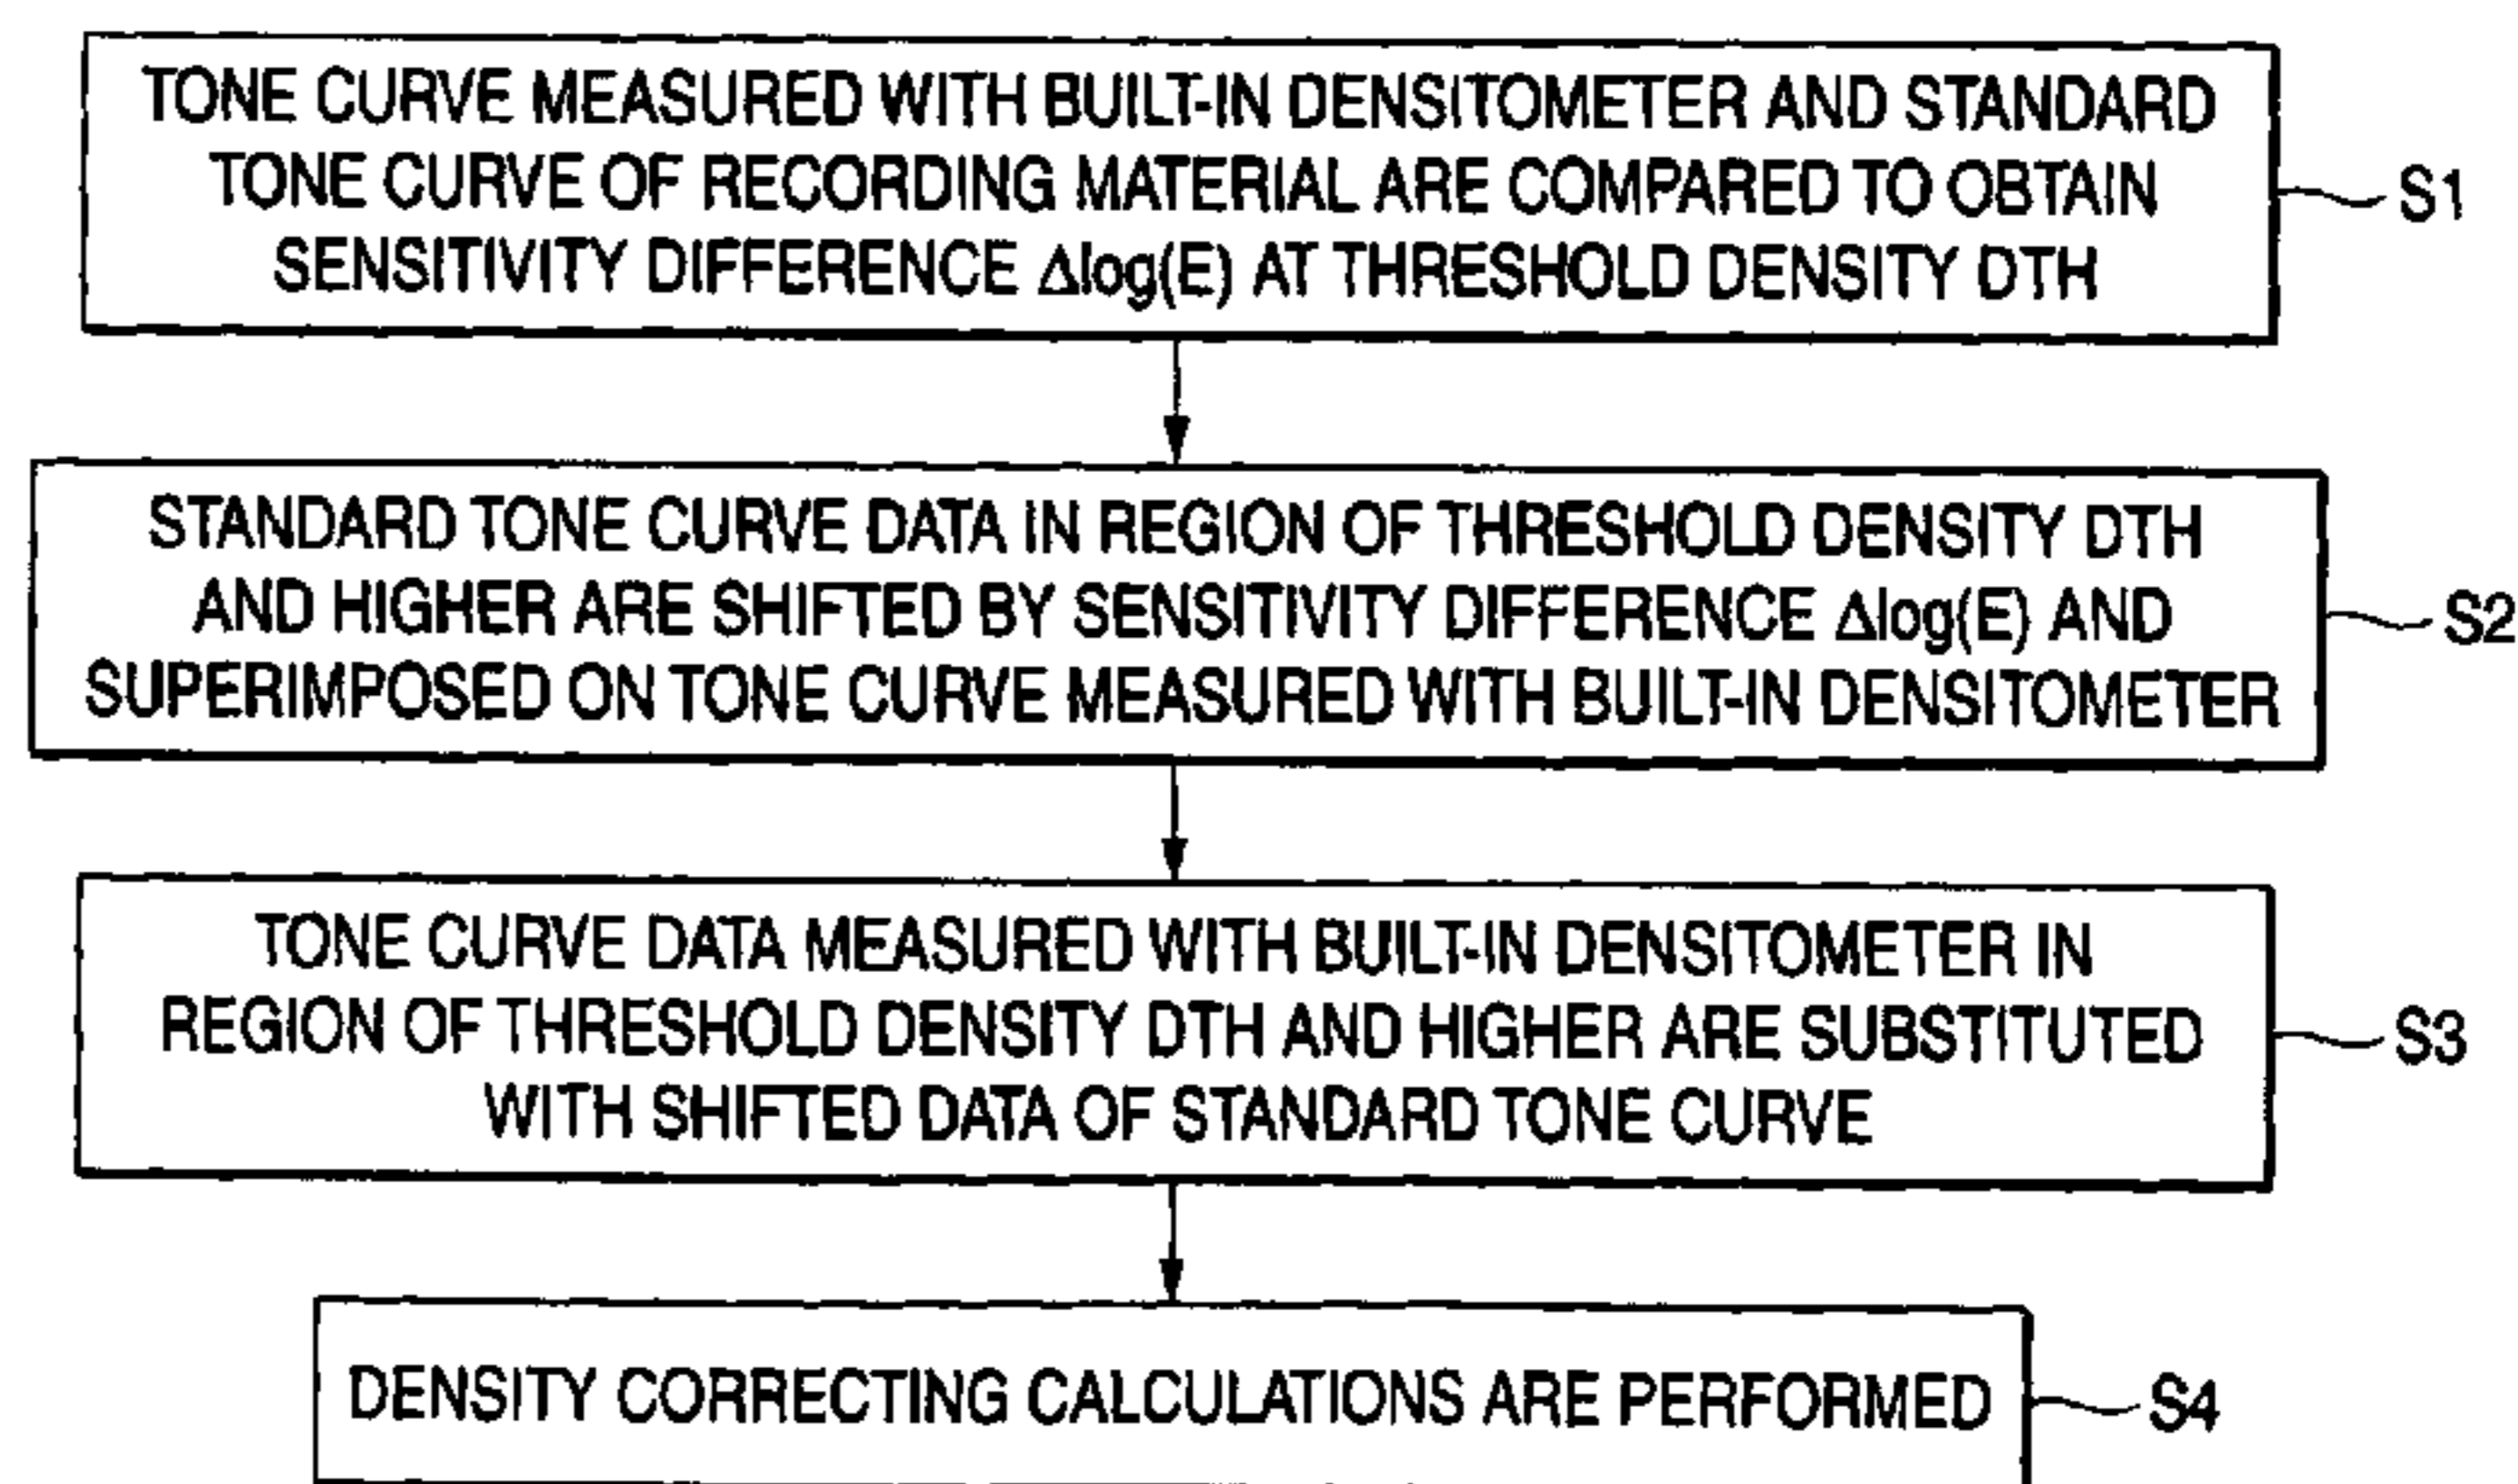 TONE CURVE MEASURED WITH BUILT-IN DENSITOMETER AND STANDARD
TONE CURVE OF RECORDING MATERIAL ARE COMPARED TO OBTAIN
SENSITIVITY DIFFERENCE Δlog(E) AT THRESHOLD DENSITY DTH
S1
STANDARD TONE CURVE DATA IN REGION OF THRESHOLD DENSITY DTH
AND HIGHER ARE SHIFTED BY SENSITIVITY DIFFERENCE Δlog(E) AND
SUPERIMPOSED ON TONE CURVE MEASURED WITH BUILT-IN DENSITOMETER
S2
TONE CURVE DATA MEASURED WITH BUILT-IN DENSITOMETER IN
REGION OF THRESHOLD DENSITY DTH AND HIGHER ARE SUBSTITUTED
WITH SHIFTED DATA OF STANDARD TONE CURVE
S3
DENSITY CORRECTING CALCULATIONS ARE PERFORMED
S4